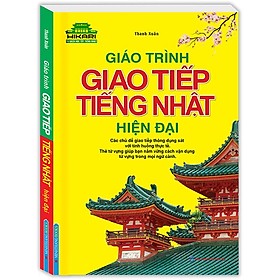 Thanh Xuân
HIKARI
GIÁO TRÌNH
GIAO TIẾP
TIẾNG NHẬT
HIỆN ĐẠI
Các chủ đề giao tiếp thông dụng sát
với tình huống thực tế.
Thẻ từ vựng giúp bạn nắm vững cách vận dụng
từ vựng trong mọi ngữ cảnh.
Thanh Xuân
Giáo trình
GIAO TIẾP
TIẾNG NHẬT
hiện đại